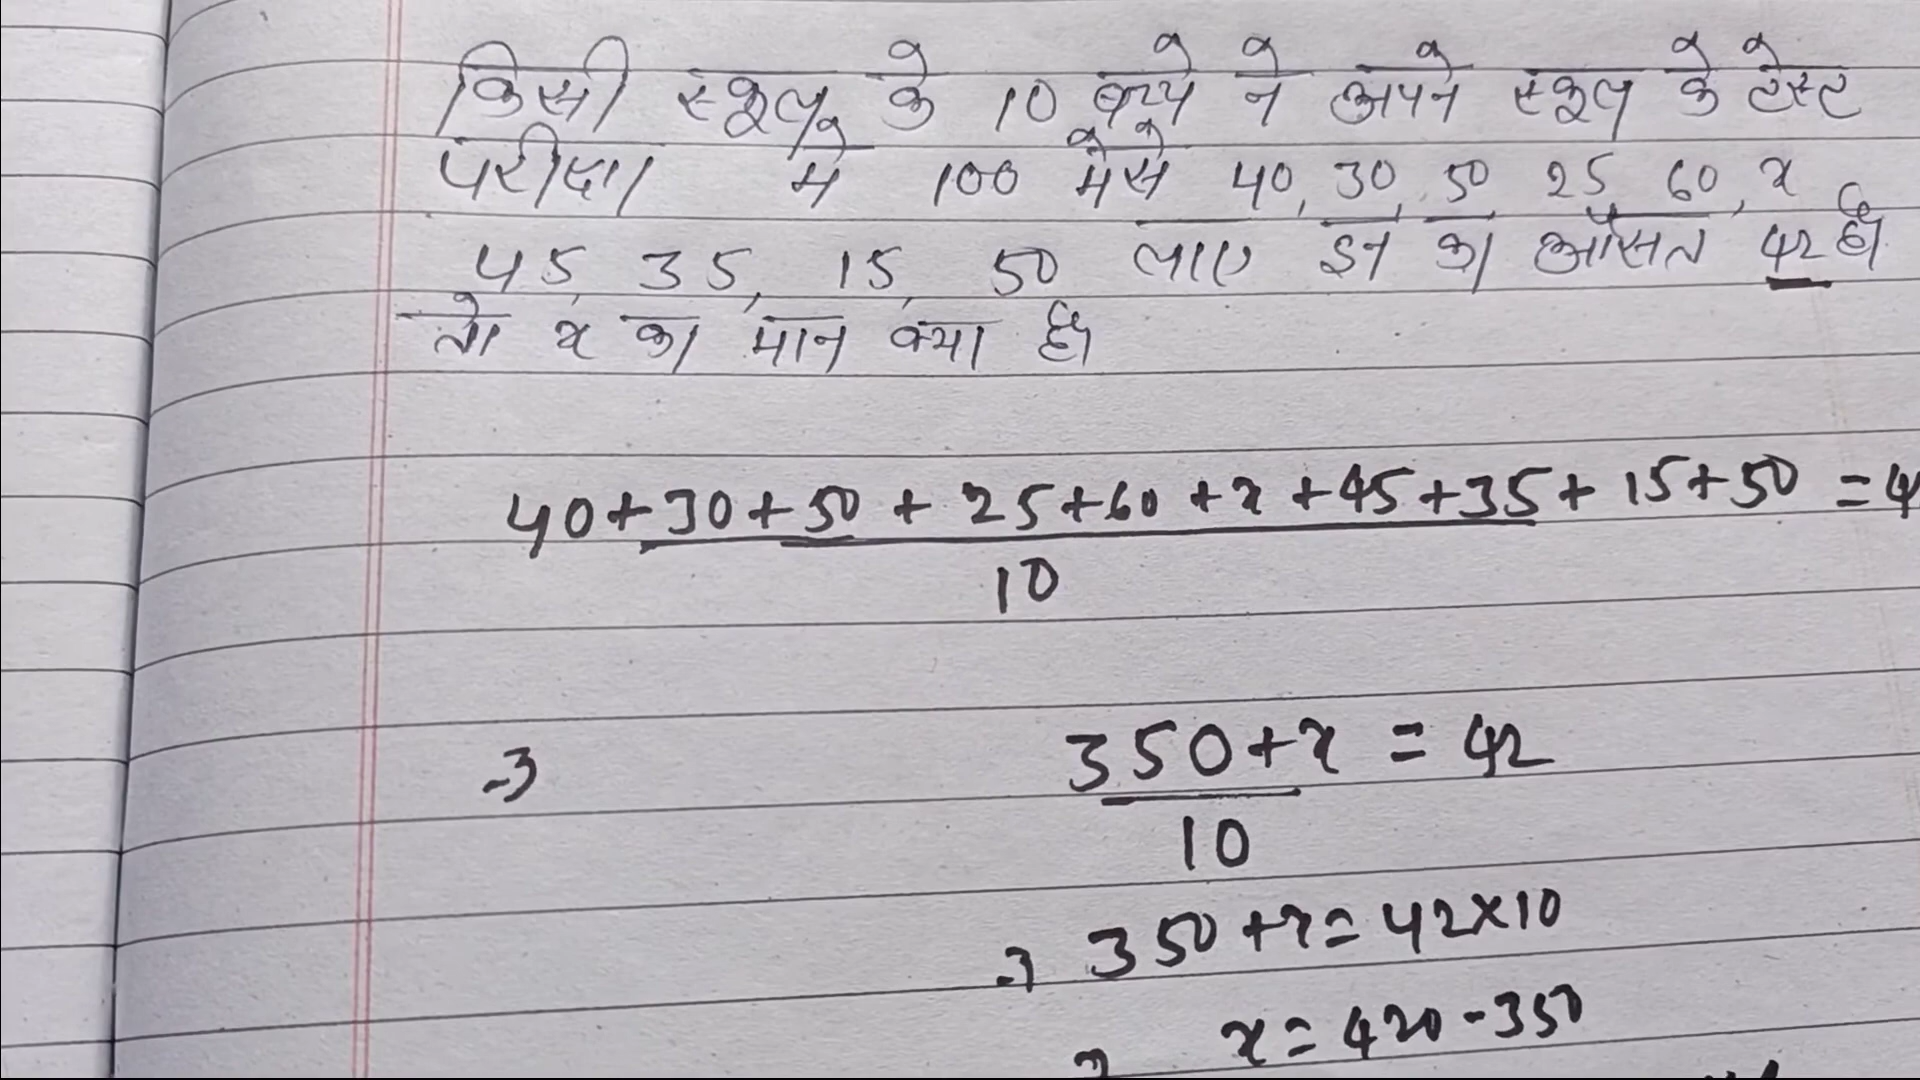 किसी स्कूल के 10 बच्चे ने अपने स्कूल के टेस्ट
परीक्षा में 100 मेसे 40, 30, 50, 25, 60, x
45, 35, 15, 50 लाए इन का औसत 42 है
तो x का मान क्या है
40+30+50+25+60+x+45+35+15+50 = 4
10
⇒ 350+x = 42
10
⇒ 350+x = 42×10
⇒ x = 420-350